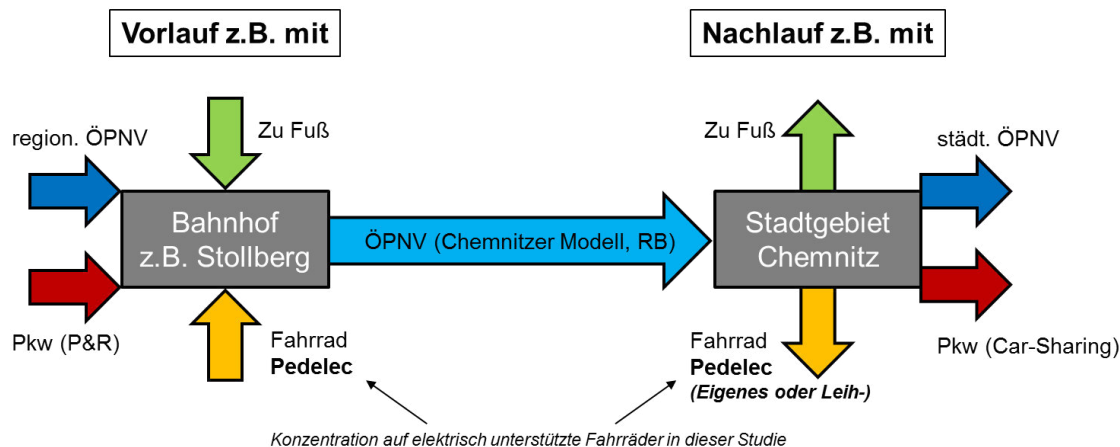 Vorlauf z.B. mit
Nachlauf z.B. mit
region. ÖPNV
Zu Fuß
Zu Fuß
städt. ÖPNV
Bahnhof
z.B. Stollberg
ÖPNV (Chemnitzer Modell, RB)
Stadtgebiet
Chemnitz
Pkw (P&R)
Fahrrad
Pedelec
Fahrrad
Pedelec
(Eigenes oder Leih-)
Pkw (Car-Sharing)
Konzentration auf elektrisch unterstützte Fahrräder in dieser Studie